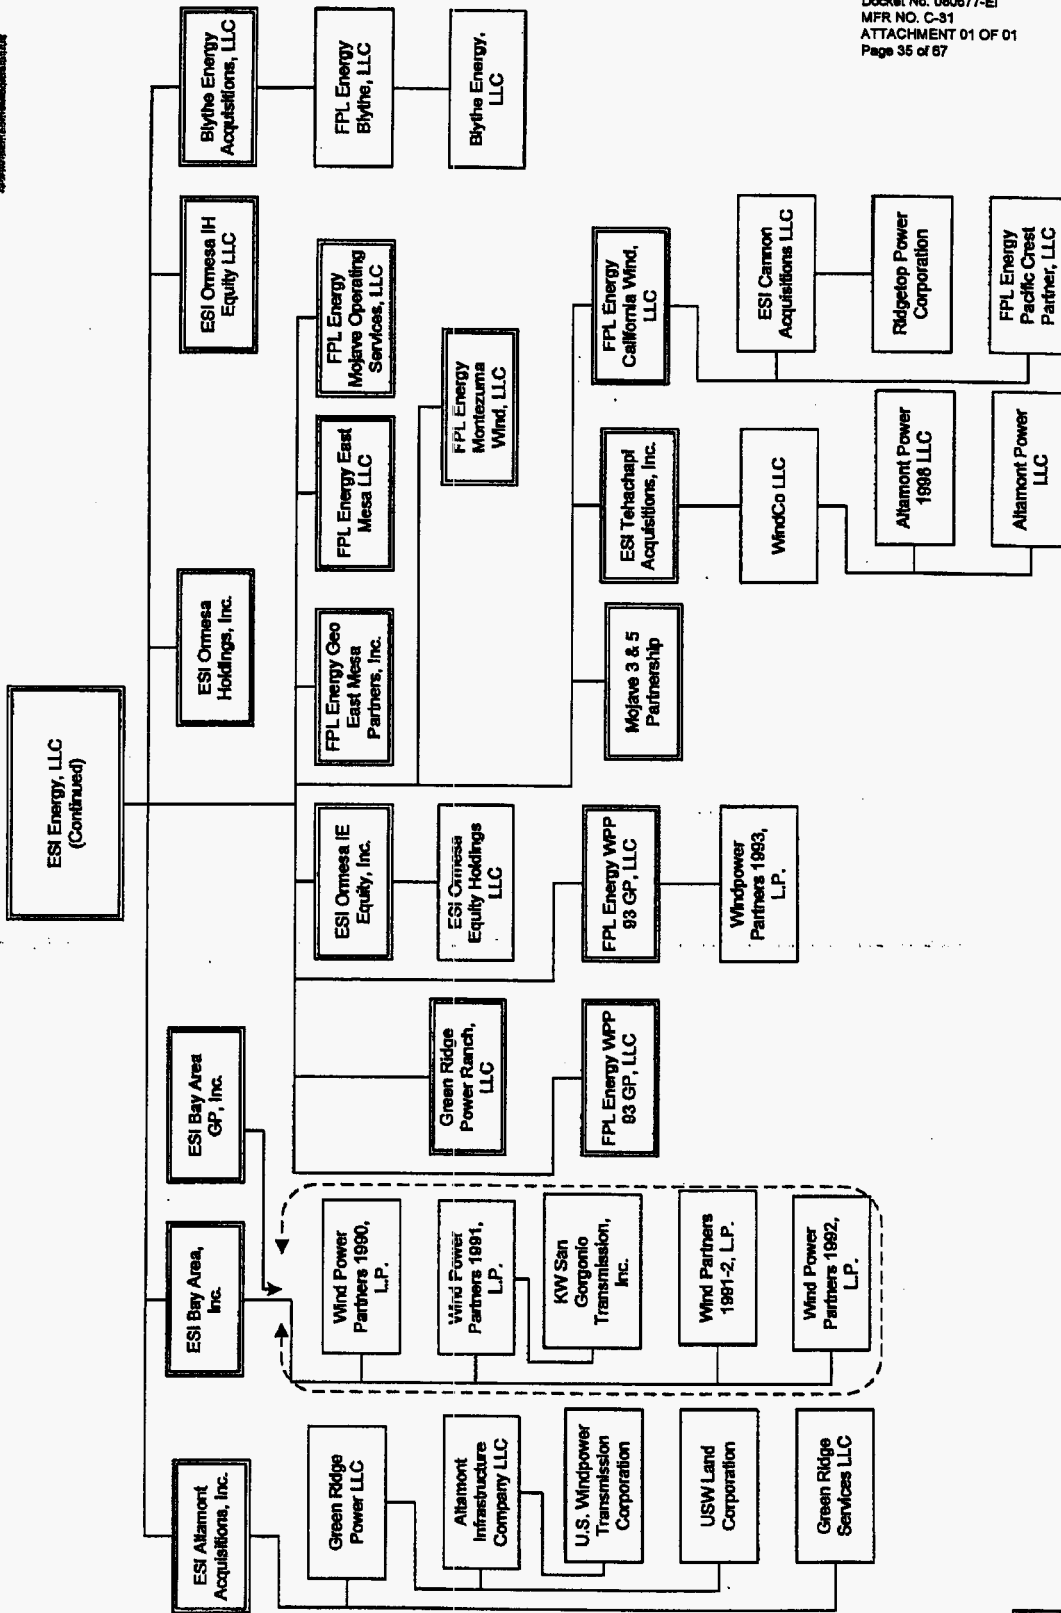 Docket No. 080677-EI
MFR NO. C-31
ATTACHMENT 01 OF 01
Page 35 of 67
ESI Energy, LLC
(Continued)
ESI Altamont
Acquisitions, Inc.
ESI Bay Area,
Inc.
ESI Bay Area
GP, Inc.
ESI Ormesa
Holdings, Inc.
ESI Ormesa IH
Equity LLC
Blythe Energy
Acquisitions, LLC
Green Ridge
Power LLC
Altamont
Infrastructure
Company LLC
U.S. Windpower
Transmission
Corporation
USW Land
Corporation
Green Ridge
Services LLC
Wind Power
Partners 1990,
L.P.
Wind Power
Partners 1991,
L.P.
KW San
Gorgonio
Transmission,
Inc.
Wind Partners
1991-2, L.P.
Wind Power
Partners 1992,
L.P.
Green Ridge
Power Ranch,
LLC
FPL Energy WPP
93 GP, LLC
ESI Ormesa IE
Equity, Inc.
ESI Ormesa
Equity Holdings
LLC
FPL Energy WPP
93 GP, LLC
Windpower
Partners 1993,
L.P.
FPL Energy Geo
East Mesa
Partners, Inc.
FPL Energy East
Mesa LLC
FPL Energy
Mojave Operating
Services, LLC
FPL Energy
Montezuma
Wind, LLC
Mojave 3 & 5
Partnership
ESI Tehachapi
Acquisitions, Inc.
WindCo LLC
Altamont Power
1998 LLC
Altamont Power
LLC
FPL Energy
California Wind,
LLC
ESI Cannon
Acquisitions LLC
Ridgetop Power
Corporation
FPL Energy
Pacific Crest
Partner, LLC
FPL Energy
Blythe, LLC
Blythe Energy,
LLC